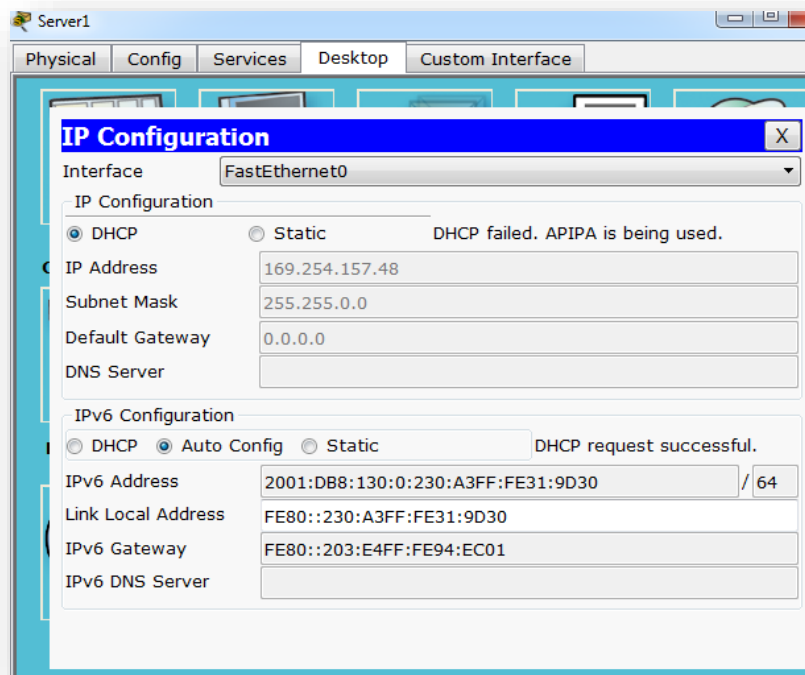 Server1
Physical Config Services Desktop Custom Interface
IP Configuration X
Interface FastEthernet0
IP Configuration
DHCP Static DHCP failed. APIPA is being used.
IP Address 169.254.157.48
Subnet Mask 255.255.0.0
Default Gateway 0.0.0.0
DNS Server
IPv6 Configuration
DHCP Auto Config Static DHCP request successful.
IPv6 Address 2001:DB8:130:0:230:A3FF:FE31:9D30 / 64
Link Local Address FE80::230:A3FF:FE31:9D30
IPv6 Gateway FE80::203:E4FF:FE94:EC01
IPv6 DNS Server